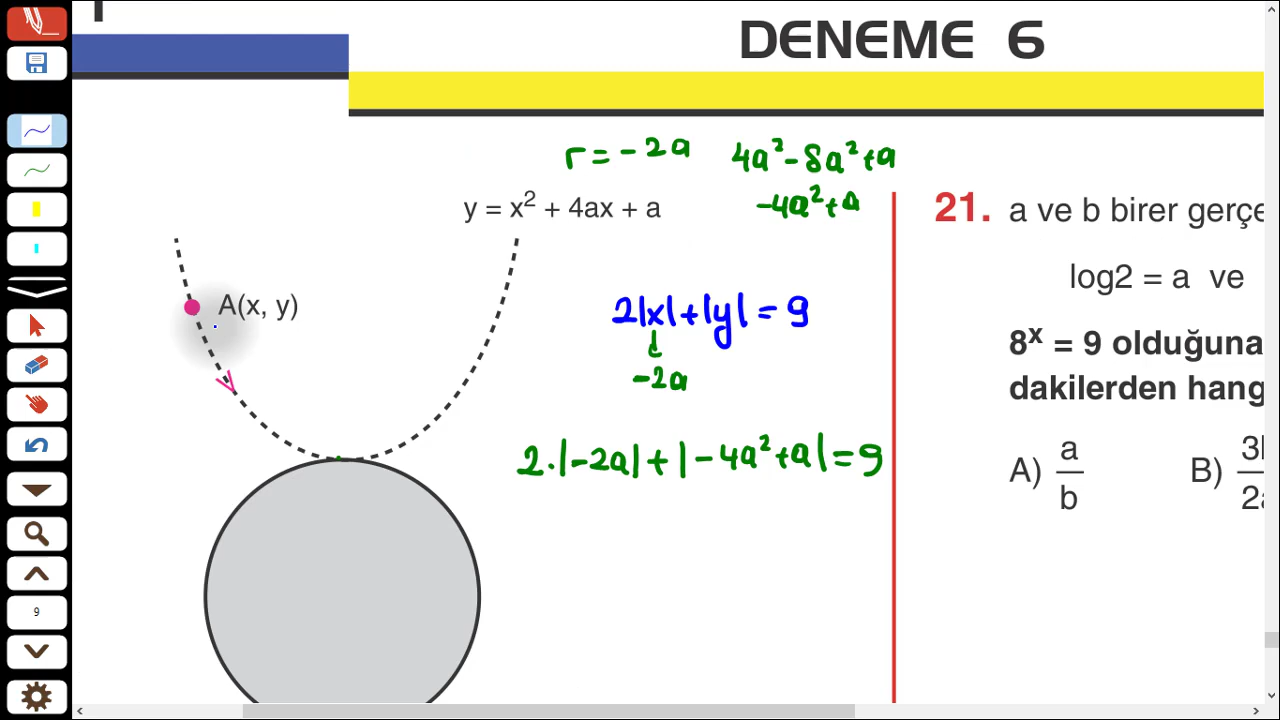 DENEME 6
r = -2a
4a² - 8a² + a
-4a² + a
y = x² + 4ax + a
A(x, y)
2|x| + |y| = 9
-2a
2.|-2a| + |-4a² + a| = 9
21. a ve b birer gerçe
log2 = a ve
8ˣ = 9 olduğuna
dakilerden hang
A) a/b
B)
9